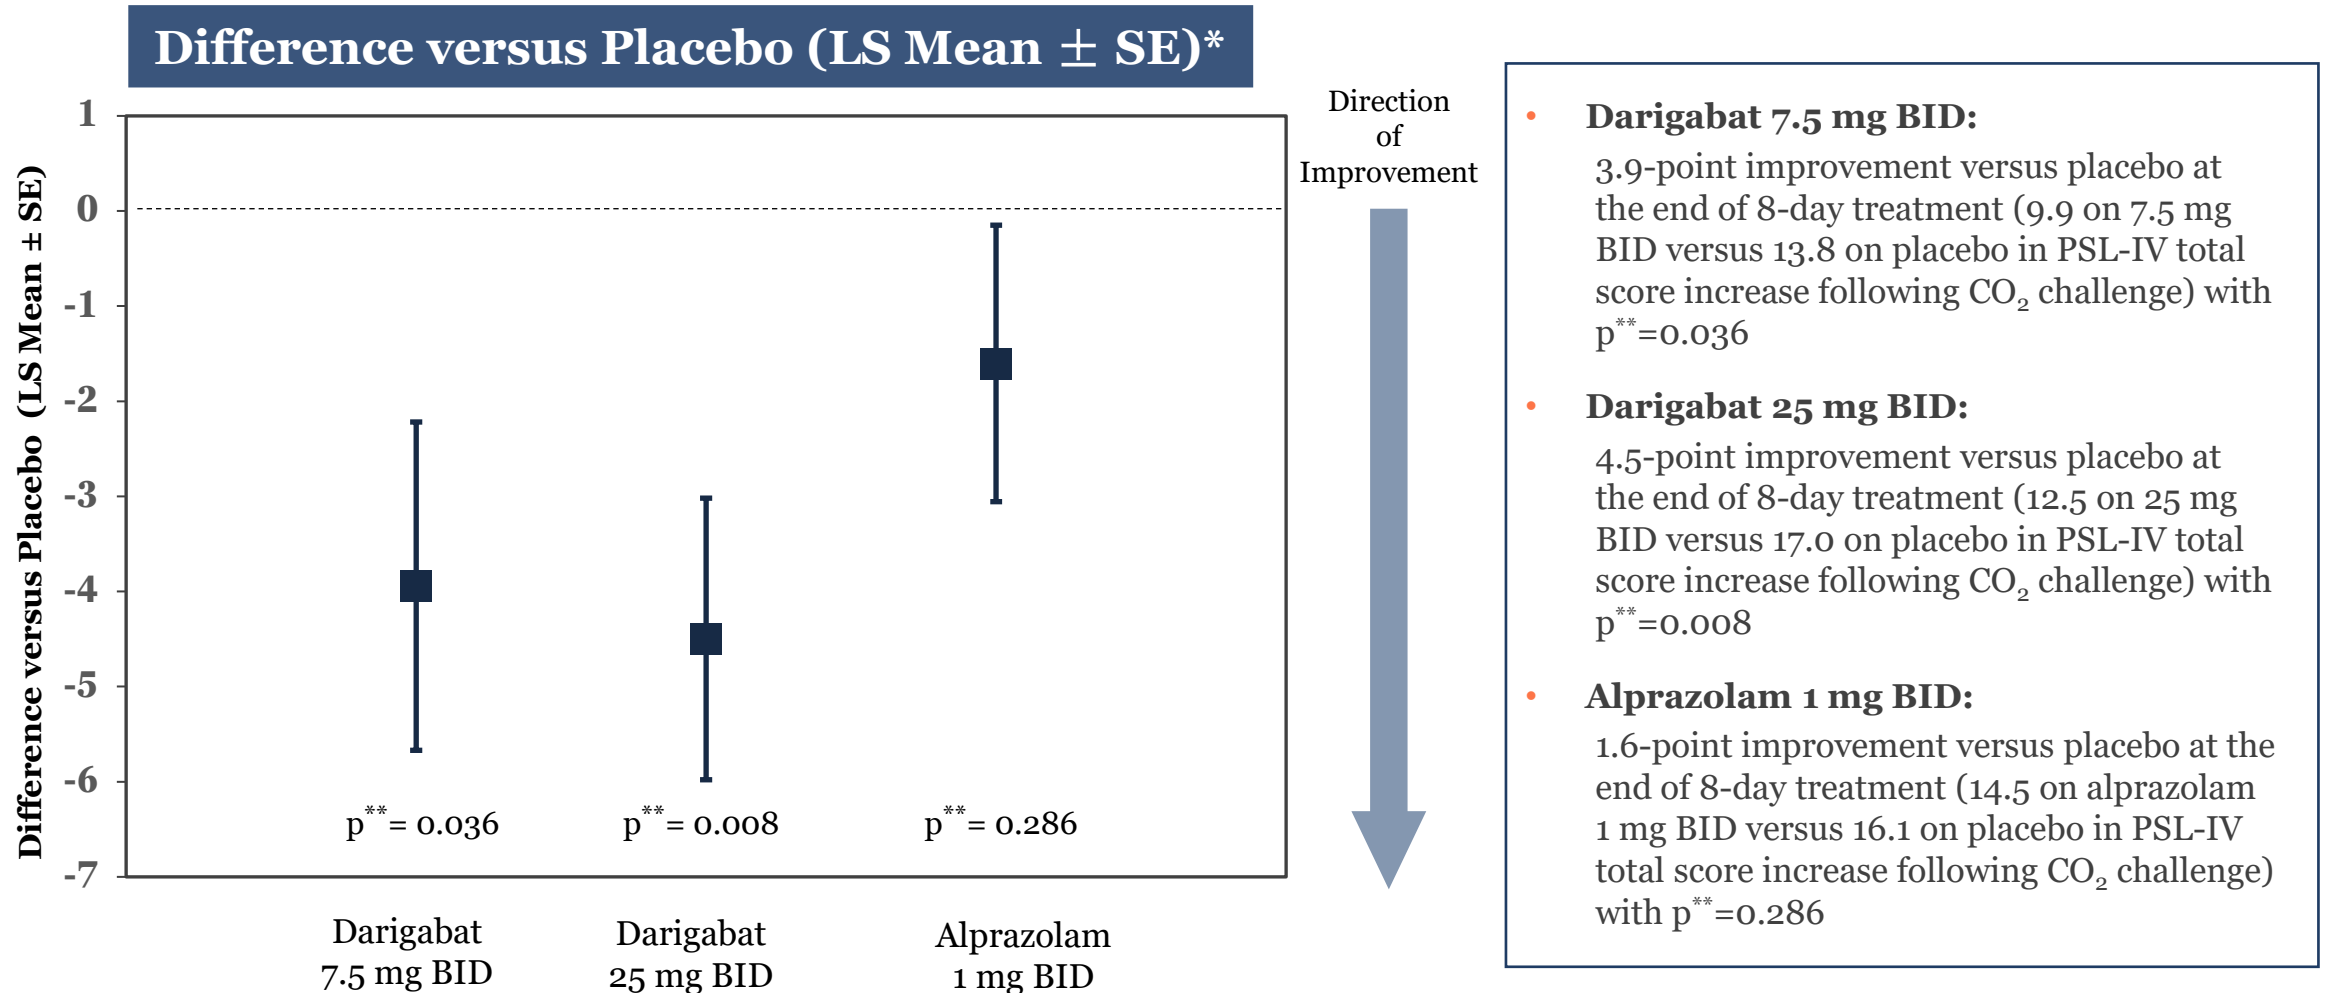 Difference versus Placebo (LS Mean ± SE)*
Difference versus Placebo (LS Mean ± SE)
1
0
-1
-2
-3
-4
-5
-6
-7
p**= 0.036
p**= 0.008
p**= 0.286
Darigabat
7.5 mg BID
Darigabat
25 mg BID
Alprazolam
1 mg BID
Direction
of
Improvement
• Darigabat 7.5 mg BID:
3.9-point improvement versus placebo at
the end of 8-day treatment (9.9 on 7.5 mg
BID versus 13.8 on placebo in PSL-IV total
score increase following CO₂ challenge) with
p**=0.036
• Darigabat 25 mg BID:
4.5-point improvement versus placebo at
the end of 8-day treatment (12.5 on 25 mg
BID versus 17.0 on placebo in PSL-IV total
score increase following CO₂ challenge) with
p**=0.008
• Alprazolam 1 mg BID:
1.6-point improvement versus placebo at the
end of 8-day treatment (14.5 on alprazolam
1 mg BID versus 16.1 on placebo in PSL-IV
total score increase following CO₂ challenge)
with p**=0.286